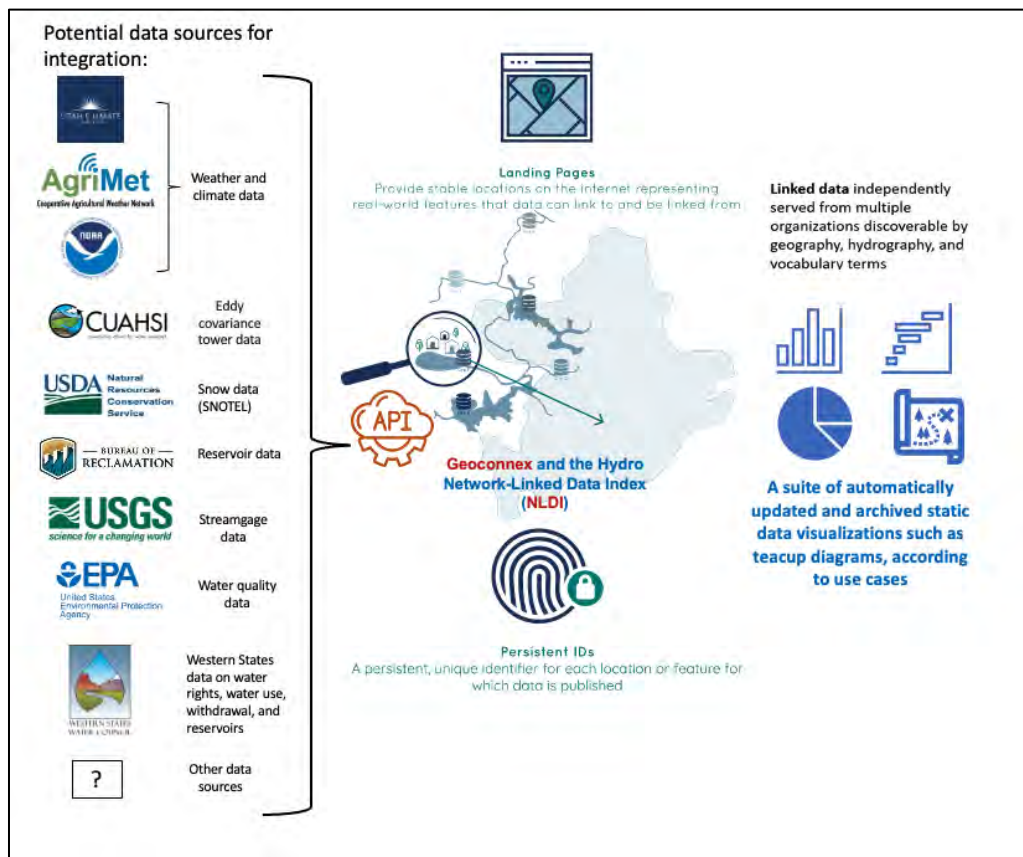 Potential data sources for
integration:
AgriMet
Cooperative Agricultural Weather Network
NOAA
Weather and
climate data
CUAHSI
Eddy
covariance
tower data
USDA
Natural
Resources
Conservation
Service
Snow data
(SNOTEL)
BUREAU OF
RECLAMATION
Reservoir data
USGS
science for a changing world
Streamgage
data
EPA
United States
Environmental Protection
Agency
Water quality
data
WESTERN STATES
WATER COUNCIL
Western States
data on water
rights, water use,
withdrawal, and
reservoirs
?
Other data
sources
Landing Pages
Provide stable locations on the internet representing
real-world features that data can link to and be linked from
API
Geoconnex and the Hydro
Network-Linked Data Index
(NLDI)
Persistent IDs
A persistent, unique identifier for each location or feature for
which data is published
Linked data independently
served from multiple
organizations discoverable by
geography, hydrography, and
vocabulary terms
A suite of automatically
updated and archived static
data visualizations such as
teacup diagrams, according
to use cases